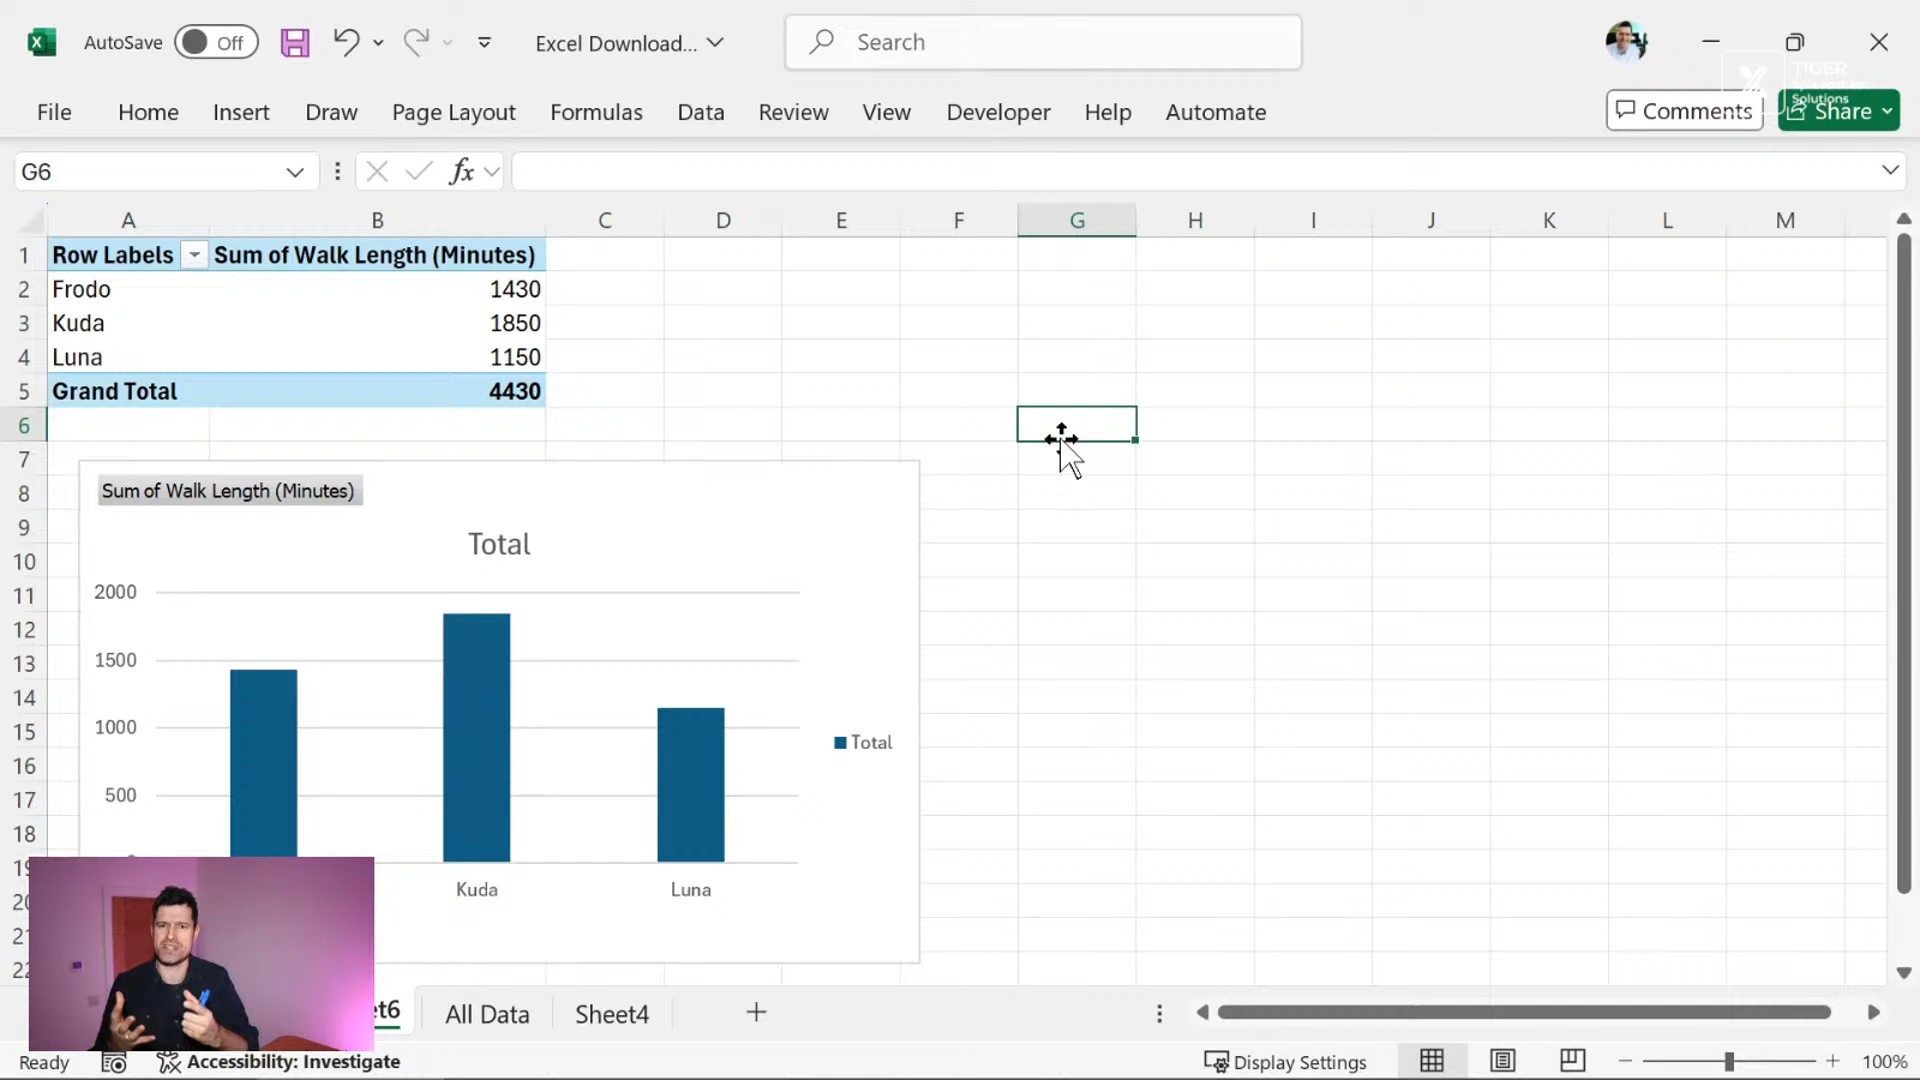 AutoSave Off Excel Download... Search
TIGER
Solutions
File Home Insert Draw Page Layout Formulas Data Review View Developer Help Automate Comments Share
G6 fx
A B C D E F G H I J K L M
1 Row Labels Sum of Walk Length (Minutes)
2 Frodo 1430
3 Kuda 1850
4 Luna 1150
5 Grand Total 4430
6
7
8
9
10
11
12
13
14
15
16
17
18
Sum of Walk Length (Minutes)
Total
2000
1500
1000
500
Total
Kuda Luna
et6 All Data Sheet4
Ready Accessibility: Investigate Display Settings 100%